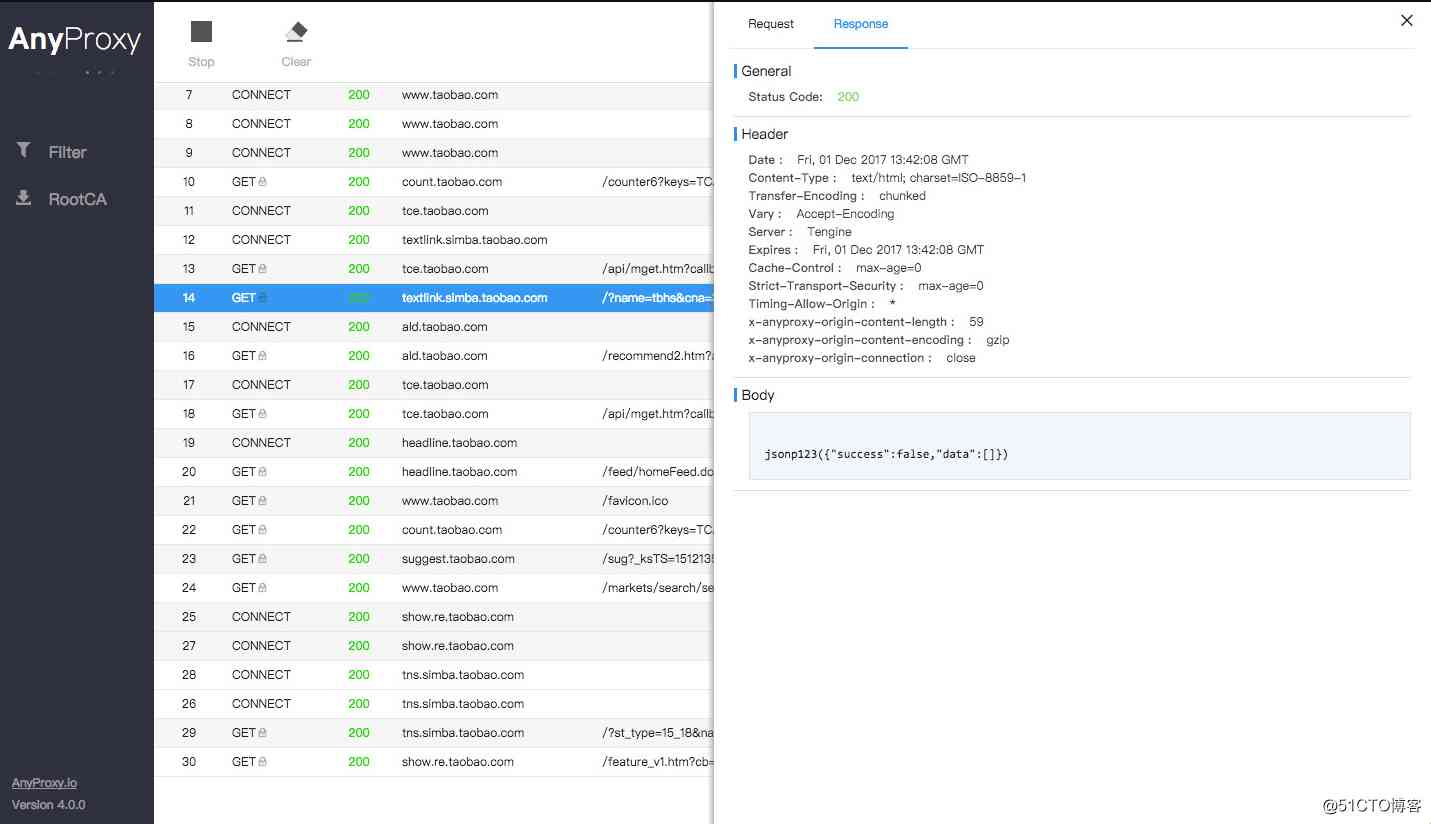 AnyProxy
Filter
RootCA
AnyProxy.io
Version 4.0.0
Stop Clear
7 CONNECT 200 www.taobao.com
8 CONNECT 200 www.taobao.com
9 CONNECT 200 www.taobao.com
10 GET 200 count.taobao.com /counter6?keys=TC
11 CONNECT 200 tce.taobao.com
12 CONNECT 200 textlink.simba.taobao.com
13 GET 200 tce.taobao.com /api/mget.htm?callb
14 GET 200 textlink.simba.taobao.com /?name=tbhs&cna=
15 CONNECT 200 ald.taobao.com
16 GET 200 ald.taobao.com /recommend2.htm?
17 CONNECT 200 tce.taobao.com
18 GET 200 tce.taobao.com /api/mget.htm?callb
19 CONNECT 200 headline.taobao.com
20 GET 200 headline.taobao.com /feed/homeFeed.do
21 GET 200 www.taobao.com /favicon.ico
22 GET 200 count.taobao.com /counter6?keys=TC
23 GET 200 suggest.taobao.com /sug?_ksTS=1512135
24 GET 200 www.taobao.com /markets/search/se
25 CONNECT 200 show.re.taobao.com
27 CONNECT 200 show.re.taobao.com
28 CONNECT 200 tns.simba.taobao.com
26 CONNECT 200 tns.simba.taobao.com
29 GET 200 tns.simba.taobao.com /?st_type=15_18&na
30 GET 200 show.re.taobao.com /feature_v1.htm?cb=
Request Response
General
Status Code: 200
Header
Date : Fri, 01 Dec 2017 13:42:08 GMT
Content-Type : text/html; charset=ISO-8859-1
Transfer-Encoding : chunked
Vary : Accept-Encoding
Server : Tengine
Expires : Fri, 01 Dec 2017 13:42:08 GMT
Cache-Control : max-age=0
Strict-Transport-Security : max-age=0
Timing-Allow-Origin : *
x-anyproxy-origin-content-length : 59
x-anyproxy-origin-content-encoding : gzip
x-anyproxy-origin-connection : close
Body
jsonp123({"success":false,"data":[]})
@51CTO博客